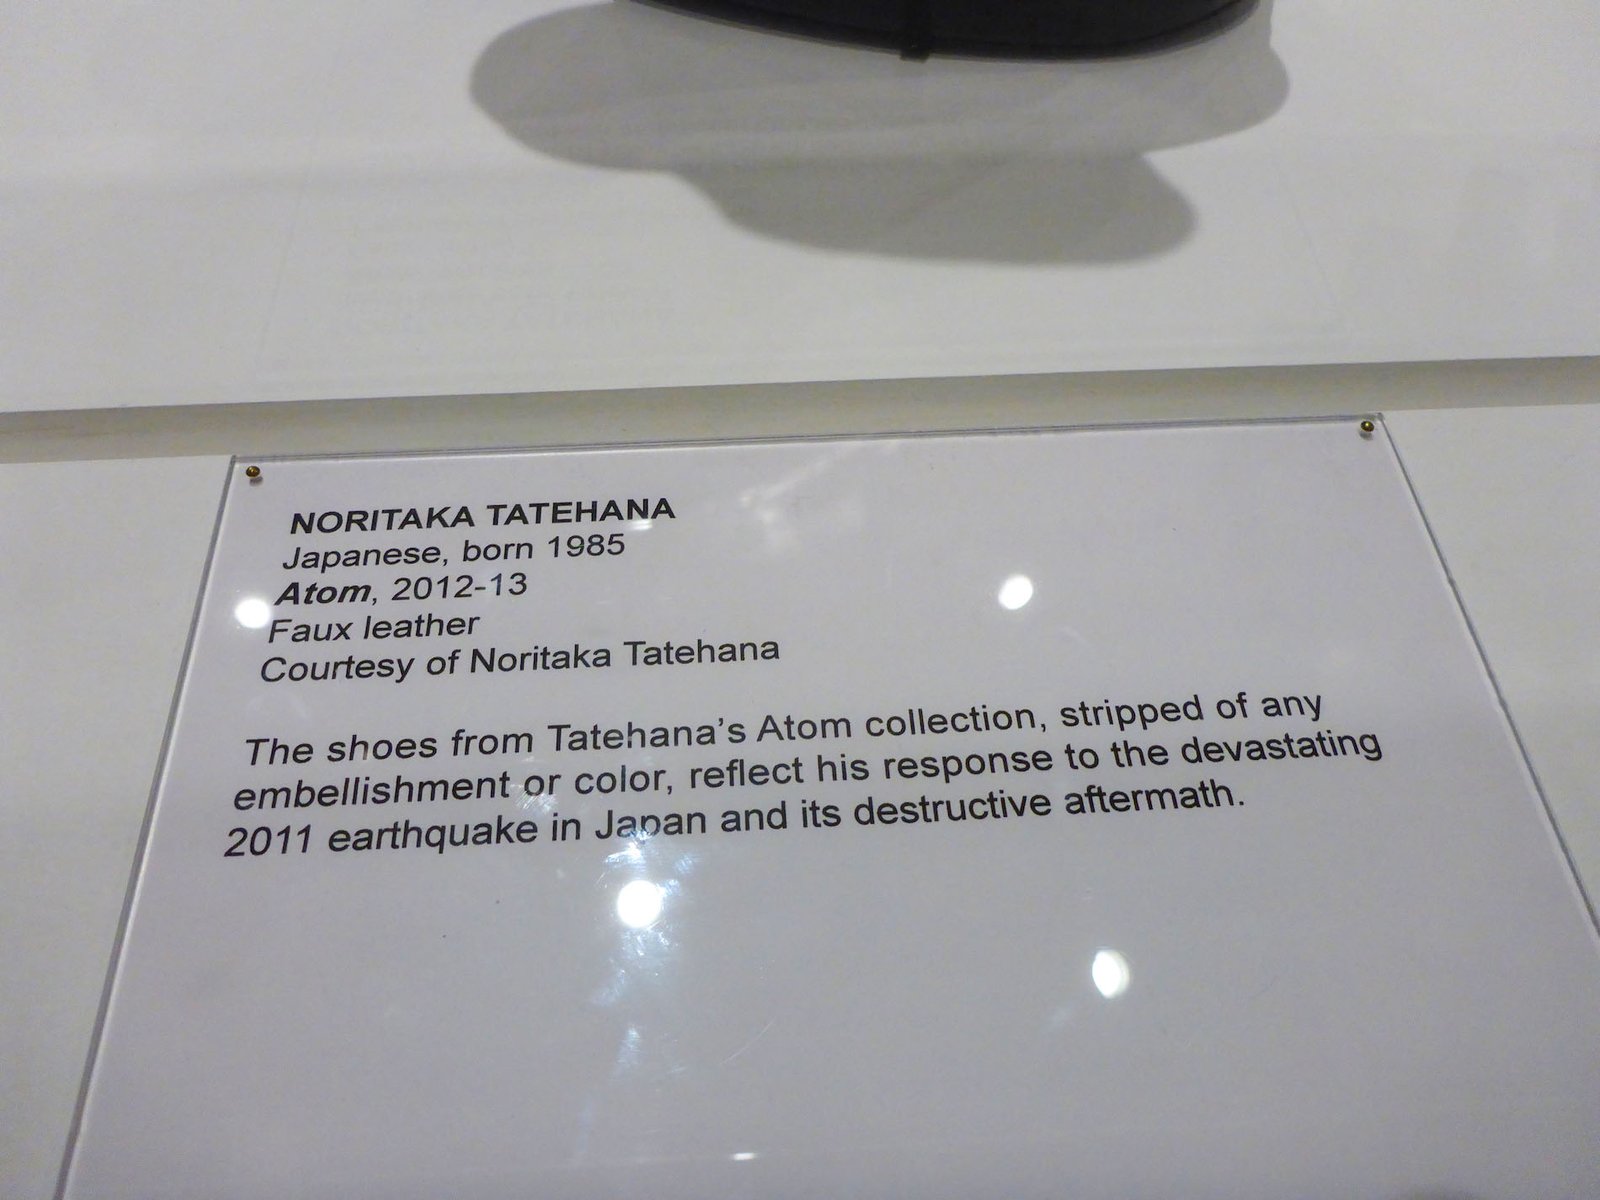 NORITAKA TATEHANA
Japanese, born 1985
Atom, 2012-13
Faux leather
Courtesy of Noritaka Tatehana
The shoes from Tatehana’s Atom collection, stripped of any
embellishment or color, reflect his response to the devastating
2011 earthquake in Japan and its destructive aftermath.